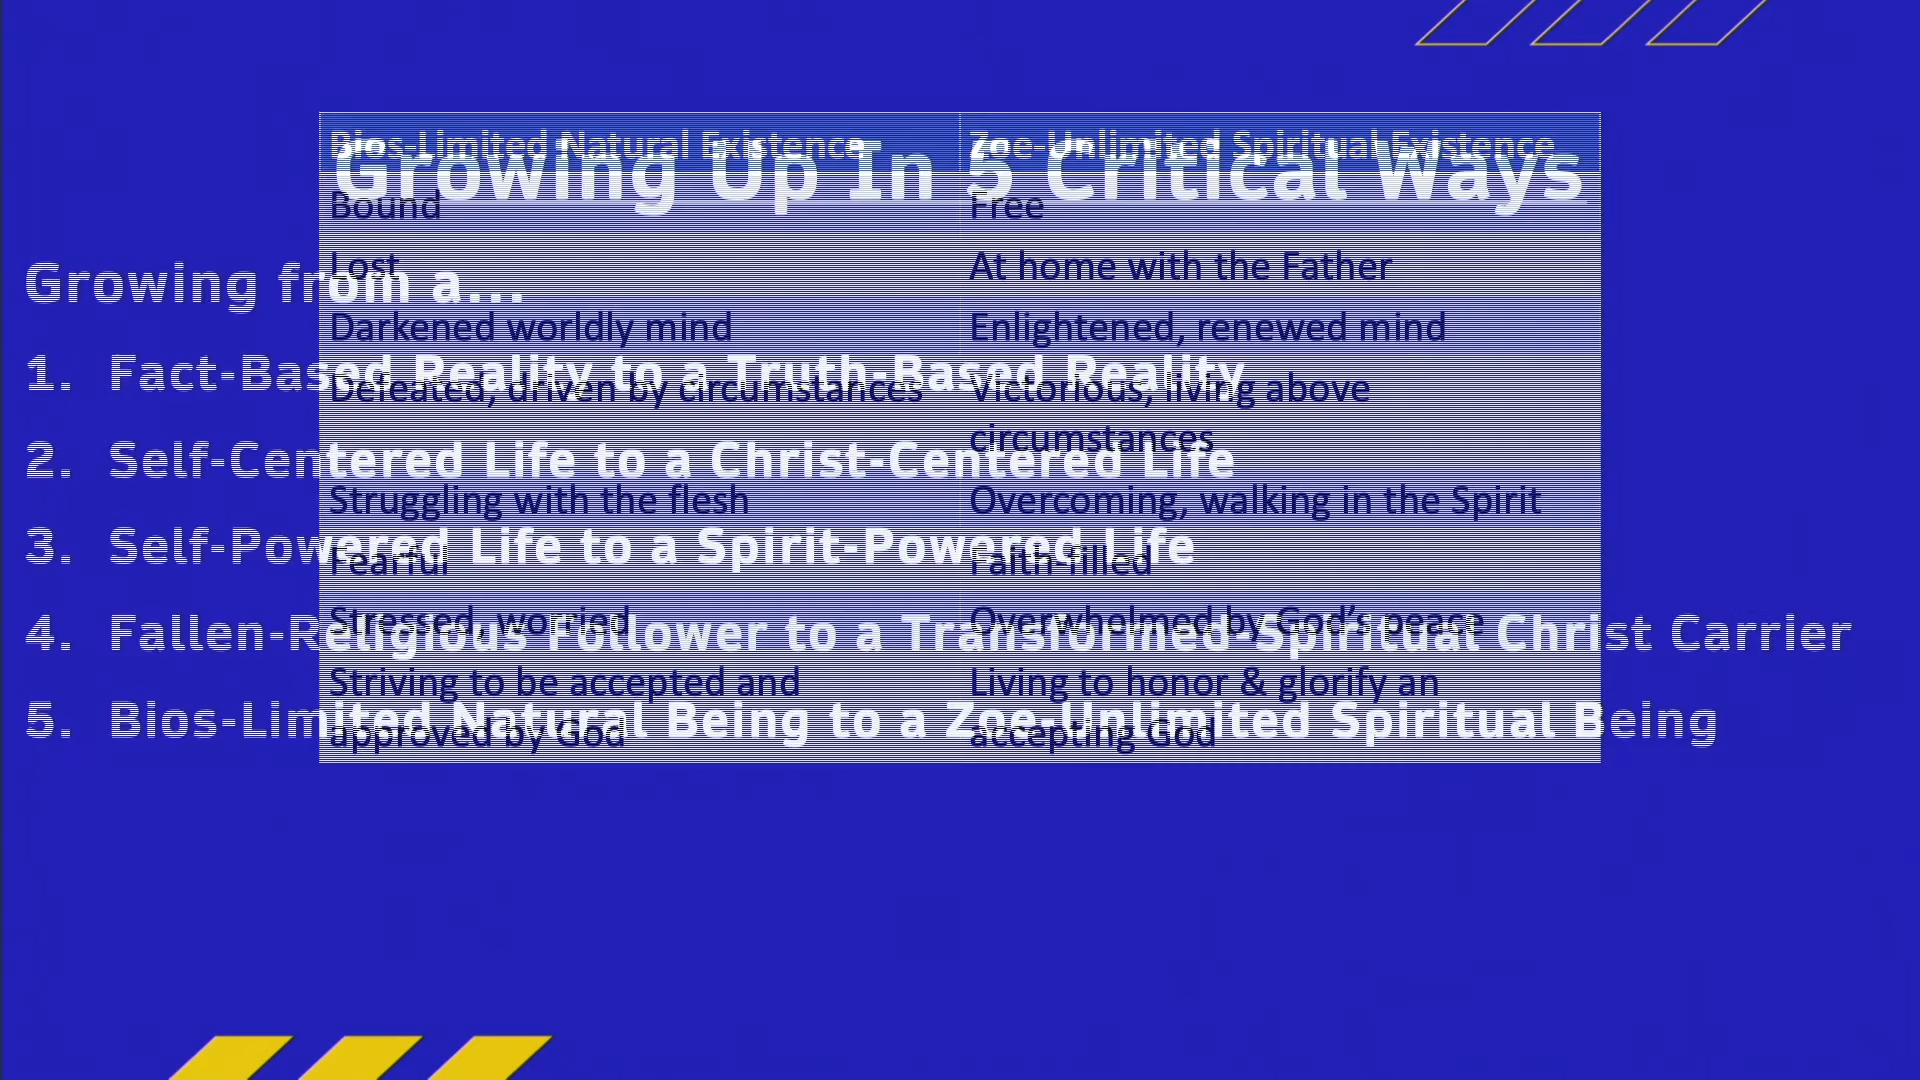 Growing Up In 5 Critical Ways
Growing from a...
1. Fact-Based Reality to a Truth-Based Reality
2. Self-Centered Life to a Christ-Centered Life
3. Self-Powered Life to a Spirit-Powered Life
4. Fallen-Religious Follower to a Transformed-Spiritual Christ Carrier
5. Bios-Limited Natural Being to a Zoe-Unlimited Spiritual Being
Bios-Limited Natural Existence
Zoe-Unlimited Spiritual Existence
Bound
Free
Lost
At home with the Father
Darkened worldly mind
Enlightened, renewed mind
Defeated, driven by circumstances
Victorious, living above
circumstances
Struggling with the flesh
Overcoming, walking in the Spirit
Fearful
Faith-filled
Stressed, worried
Overwhelmed by God’s peace
Striving to be accepted and
approved by God
Living to honor & glorify an
accepting God